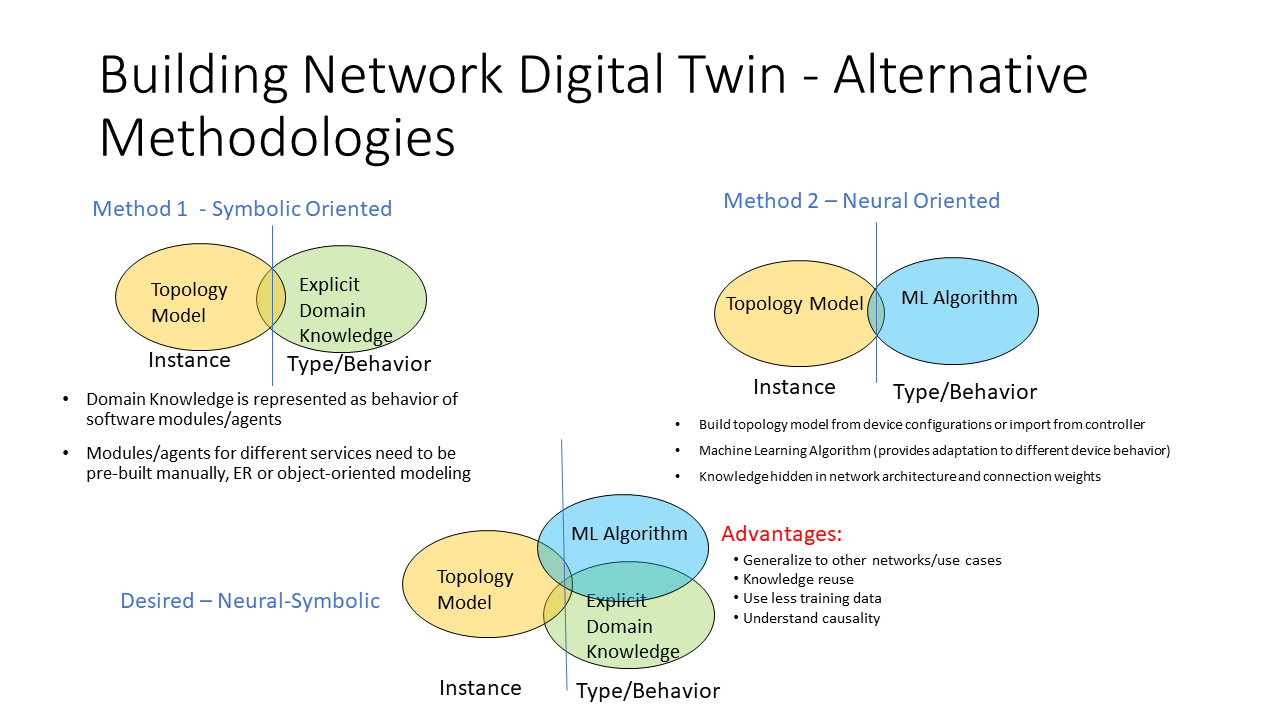 Building Network Digital Twin - Alternative
Methodologies
Method 1  - Symbolic Oriented
Topology
Model
Explicit
Domain
Knowledge
Instance
Type/Behavior
• Domain Knowledge is represented as behavior of
software modules/agents
• Modules/agents for different services need to be
pre-built manually, ER or object-oriented modeling
Method 2 – Neural Oriented
Topology Model
ML Algorithm
Instance
Type/Behavior
• Build topology model from device configurations or import from controller
• Machine Learning Algorithm (provides adaptation to different device behavior)
• Knowledge hidden in network architecture and connection weights
Desired – Neural-Symbolic
Topology
Model
ML Algorithm
Explicit
Domain
Knowledge
Instance
Type/Behavior
Advantages:
• Generalize to other networks/use cases
• Knowledge reuse
• Use less training data
• Understand causality